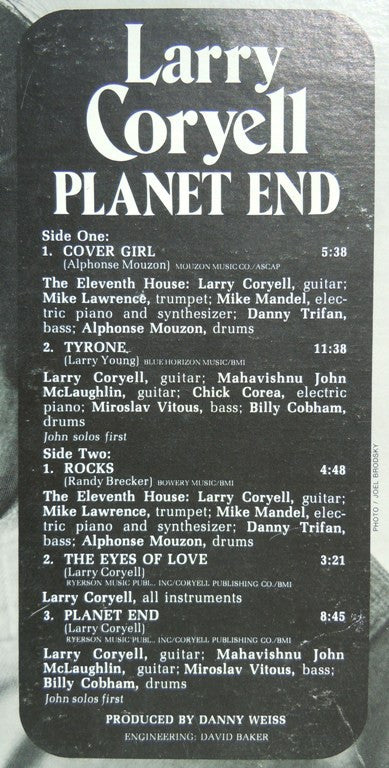 Larry
Coryell
PLANET END
Side One:
1. COVER GIRL 5:38
(Alphonse Mouzon) MOUZON MUSIC CO./ASCAP
The Eleventh House: Larry Coryell, guitar;
Mike Lawrence, trumpet; Mike Mandel, elec-
tric piano and synthesizer; Danny Trifan,
bass; Alphonse Mouzon, drums
2. TYRONE 11:38
(Larry Young) BLUE HORIZON MUSIC/BMI
Larry Coryell, guitar; Mahavishnu John
McLaughlin, guitar; Chick Corea, electric
piano; Miroslav Vitous, bass; Billy Cobham,
drums
John solos first
Side Two:
1. ROCKS 4:48
(Randy Brecker) BOWERY MUSIC/BMI
The Eleventh House: Larry Coryell, guitar;
Mike Lawrence, trumpet; Mike Mandel, elec-
tric piano and synthesizer; Danny Trifan,
bass; Alphonse Mouzon, drums
2. THE EYES OF LOVE 3:21
(Larry Coryell)
RYERSON MUSIC PUBL., INC/CORYELL PUBLISHING CO./BMI
Larry Coryell, all instruments
3. PLANET END 8:45
(Larry Coryell)
RYERSON MUSIC PUBL., INC/CORYELL PUBLISHING CO./BMI
Larry Coryell, guitar; Mahavishnu John
McLaughlin, guitar; Miroslav Vitous, bass;
Billy Cobham, drums
John solos first
PRODUCED BY DANNY WEISS
ENGINEERING: DAVID BAKER
PHOTO / JOEL BRODSKY